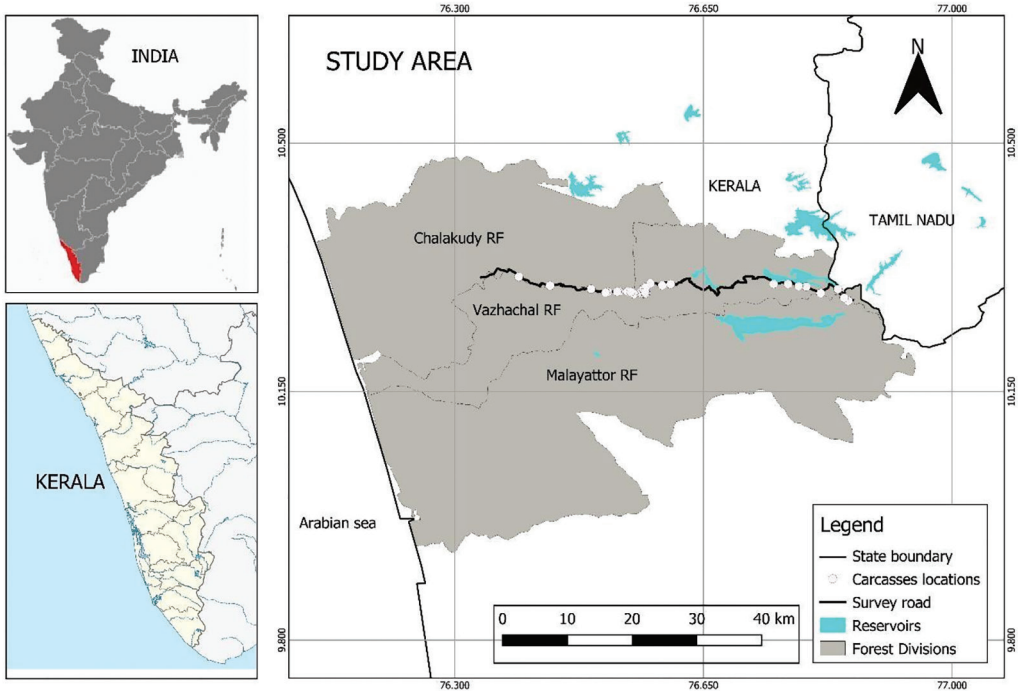 INDIA
KERALA
76.300 76.650 77.000
STUDY AREA
N
10.500 10.500
KERALA
TAMIL NADU
Chalakudy RF
Vazhachal RF
Malayattor RF
10.150 10.150
Arabian sea
Legend
State boundary
Carcasses locations
Survey road
Reservoirs
Forest Divisions
0 10 20 30 40 km
9.800 9.800
76.300 76.650 77.000